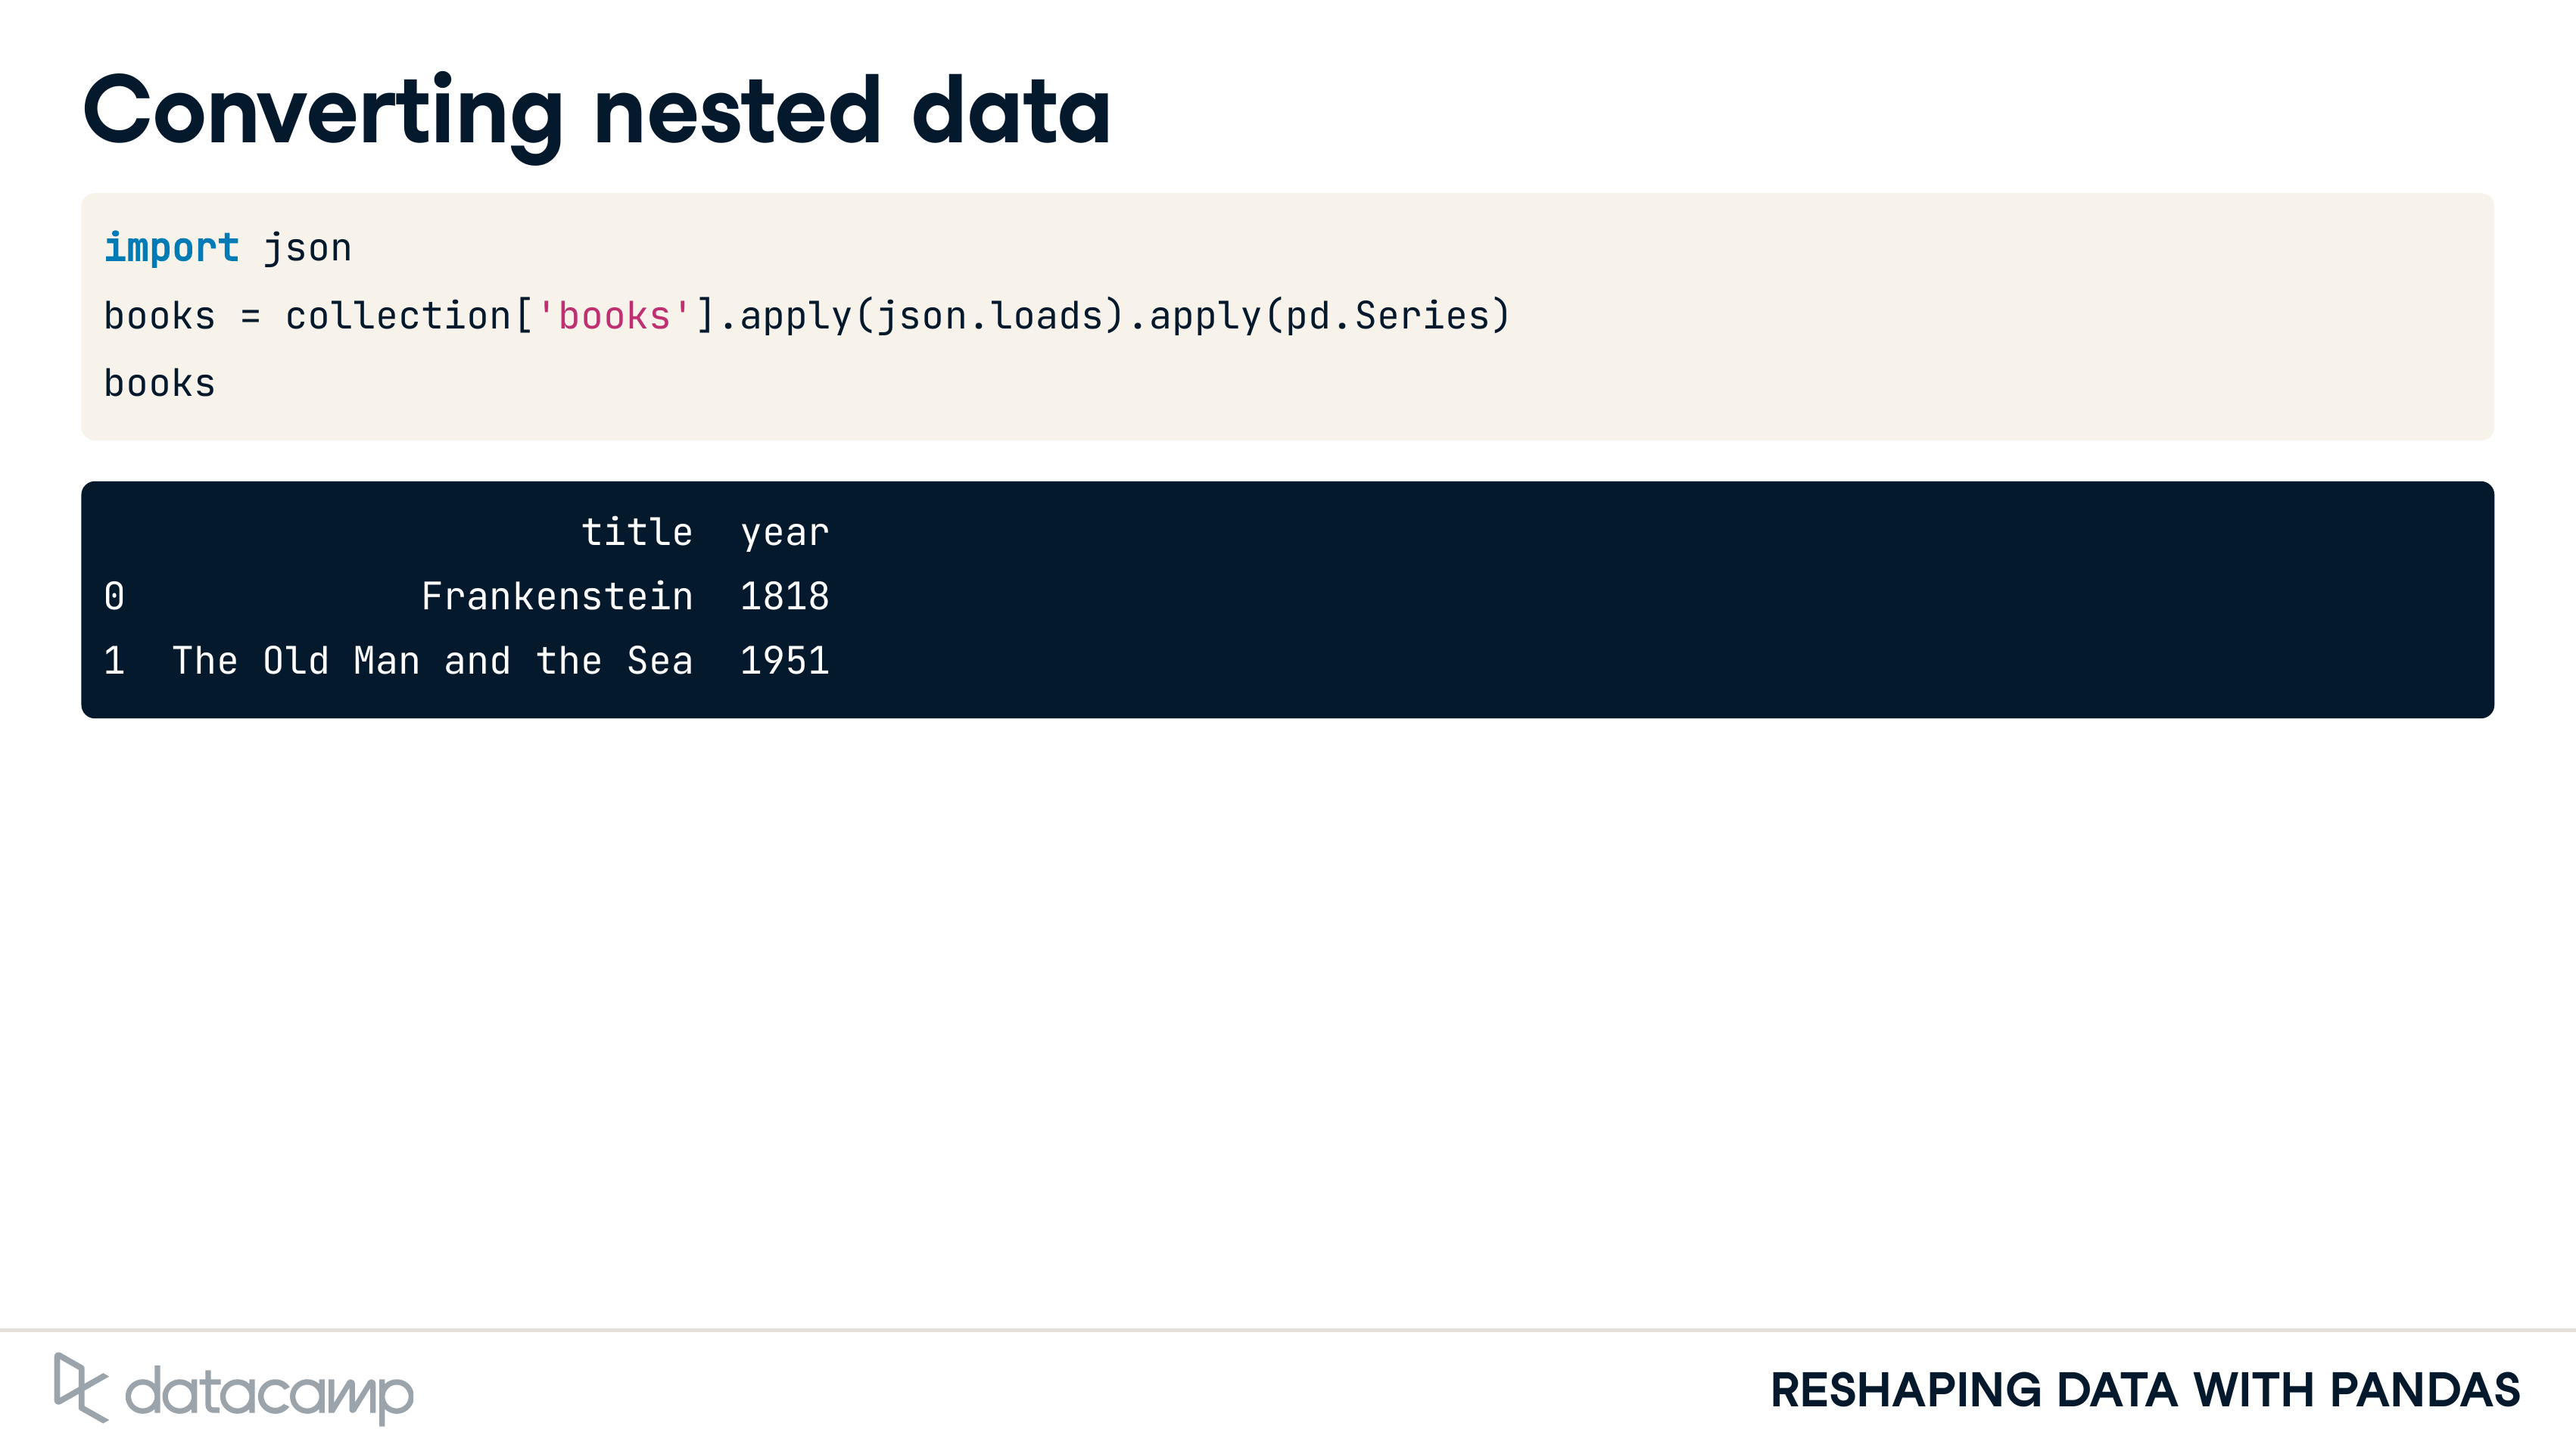 Converting nested data
import json
books = collection['books'].apply(json.loads).apply(pd.Series)
books
title year
0 Frankenstein 1818
1 The Old Man and the Sea 1951
datacamp
RESHAPING DATA WITH PANDAS